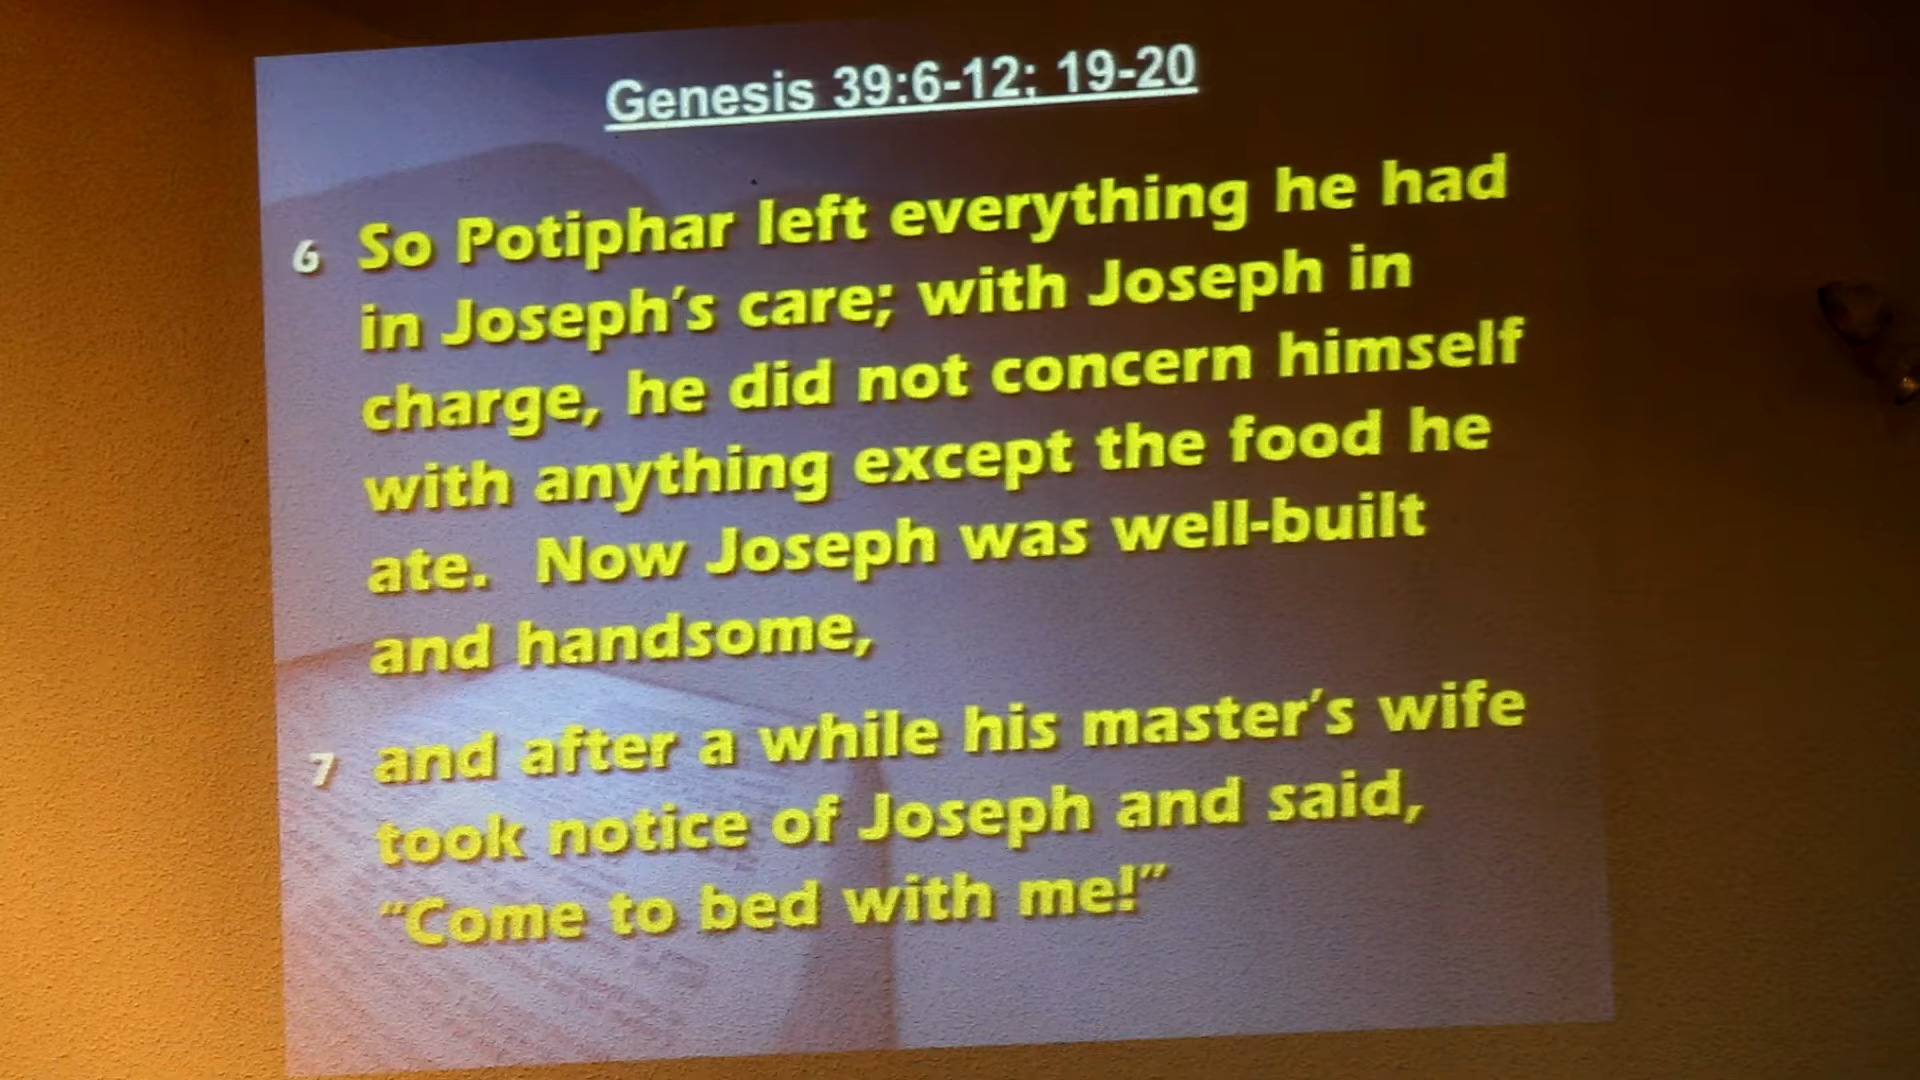 Genesis 39:6-12; 19-20
6 So Potiphar left everything he had
in Joseph's care; with Joseph in
charge, he did not concern himself
with anything except the food he
ate. Now Joseph was well-built
and handsome,
7 and after a while his master's wife
took notice of Joseph and said,
"Come to bed with me!"